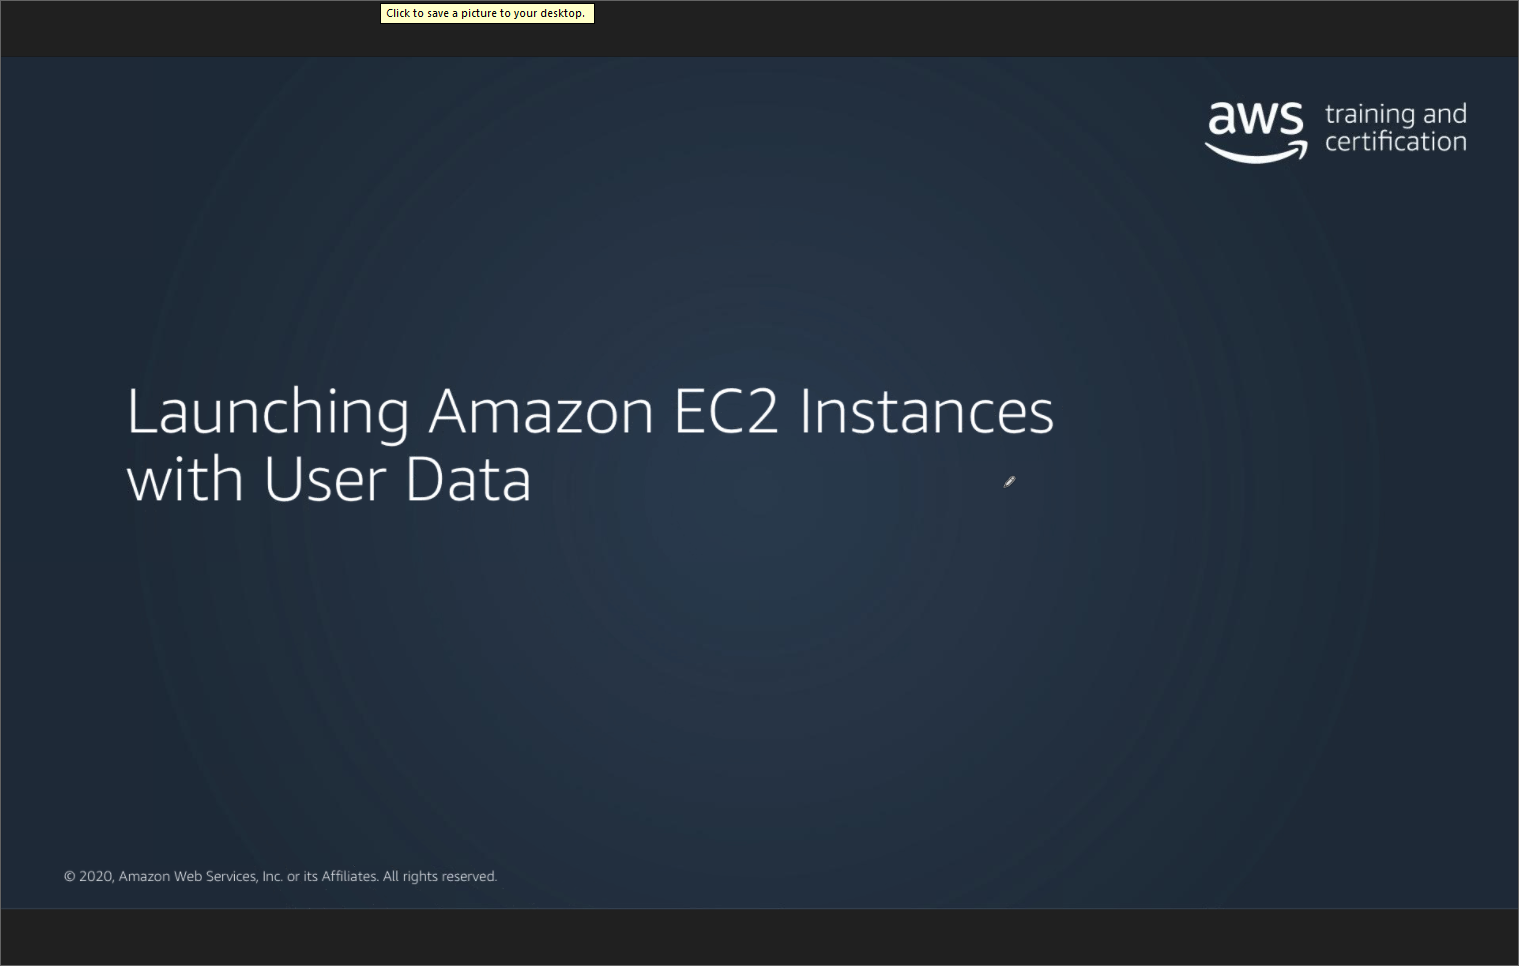 Click to save a picture to your desktop.
aws
training and
certification
Launching Amazon EC2 Instances
with User Data
© 2020, Amazon Web Services, Inc. or its Affiliates. All rights reserved.